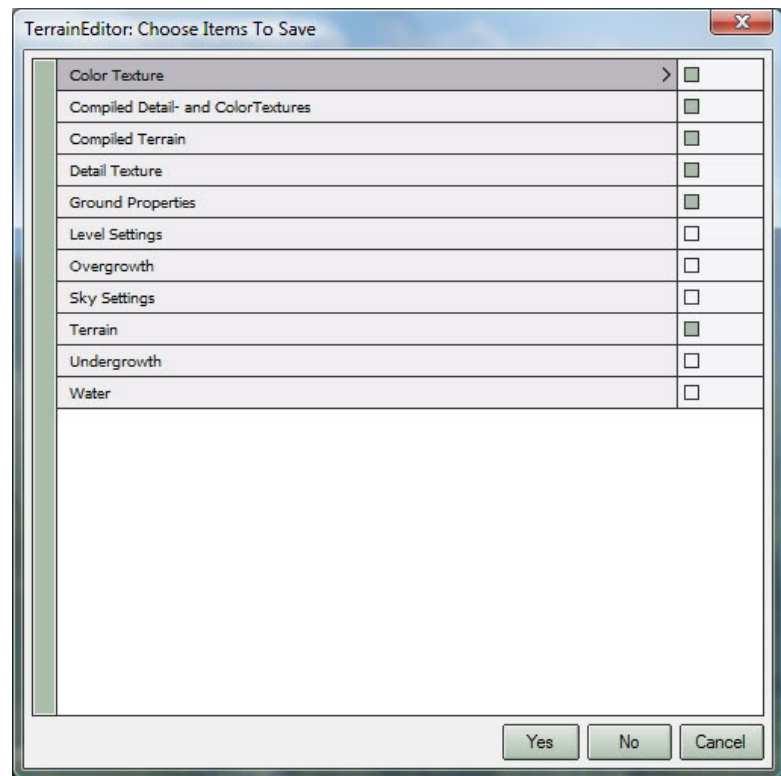 TerrainEditor: Choose Items To Save
Color Texture
Compiled Detail- and ColorTextures
Compiled Terrain
Detail Texture
Ground Properties
Level Settings
Overgrowth
Sky Settings
Terrain
Undergrowth
Water
Yes No Cancel